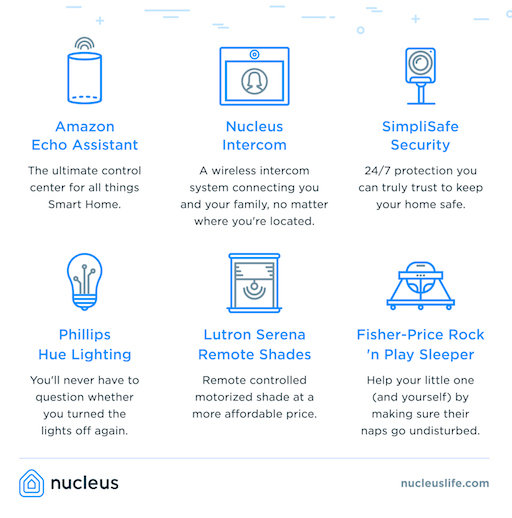 Amazon
Echo Assistant
The ultimate control
center for all things
Smart Home.
Nucleus
Intercom
A wireless intercom
system connecting you
and your family, no matter
where you're located.
SimpliSafe
Security
24/7 protection you
can truly trust to keep
your home safe.
Phillips
Hue Lighting
You'll never have to
question whether
you turned the
lights off again.
Lutron Serena
Remote Shades
Remote controlled
motorized shade at a
more affordable price.
Fisher-Price Rock
'n Play Sleeper
Help your little one
(and yourself) by
making sure their
naps go undisturbed.
nucleus
nucleuslife.com